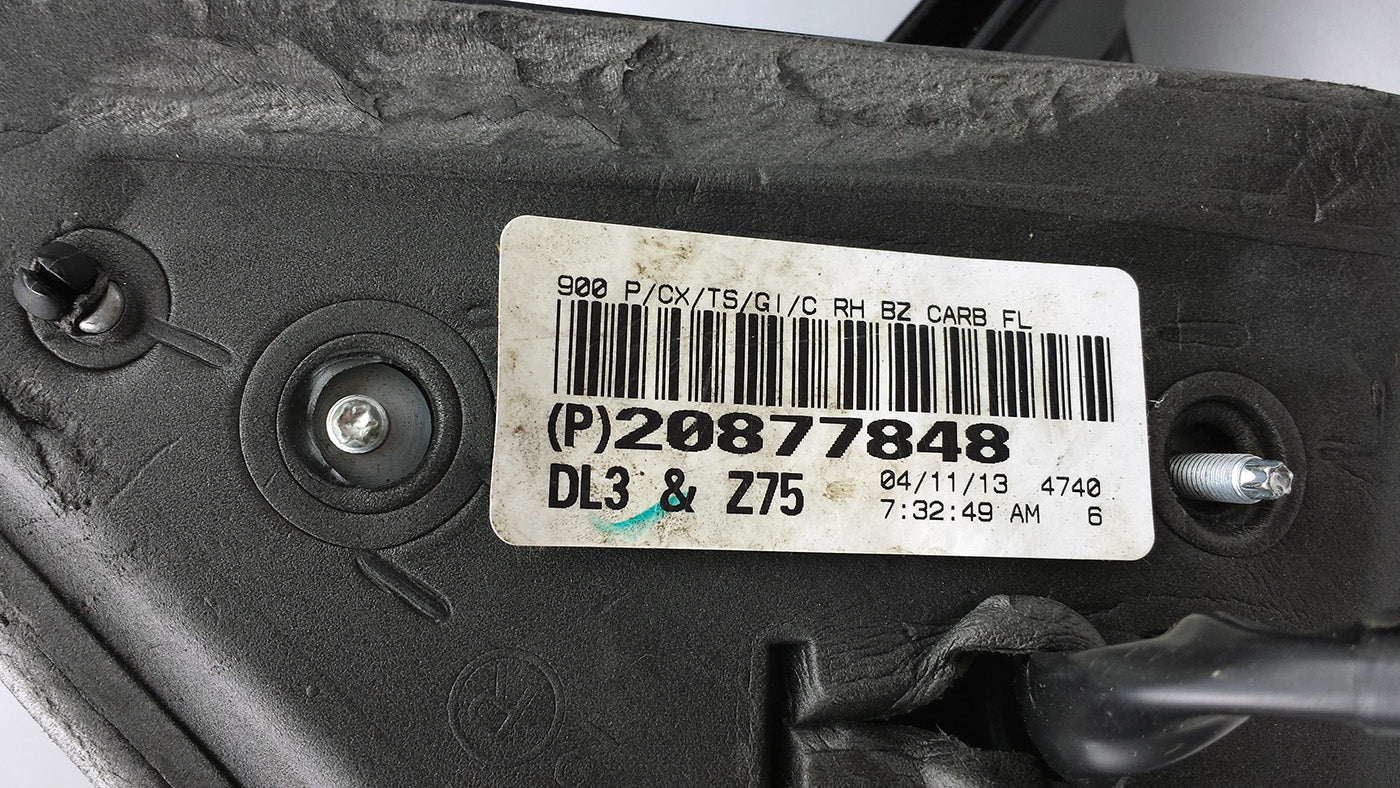 900 P/CX/TS/GI/C RH BZ CARB FL
(P)20877848
DL3 & Z75
04/11/13 4740
7:32:49 AM 6